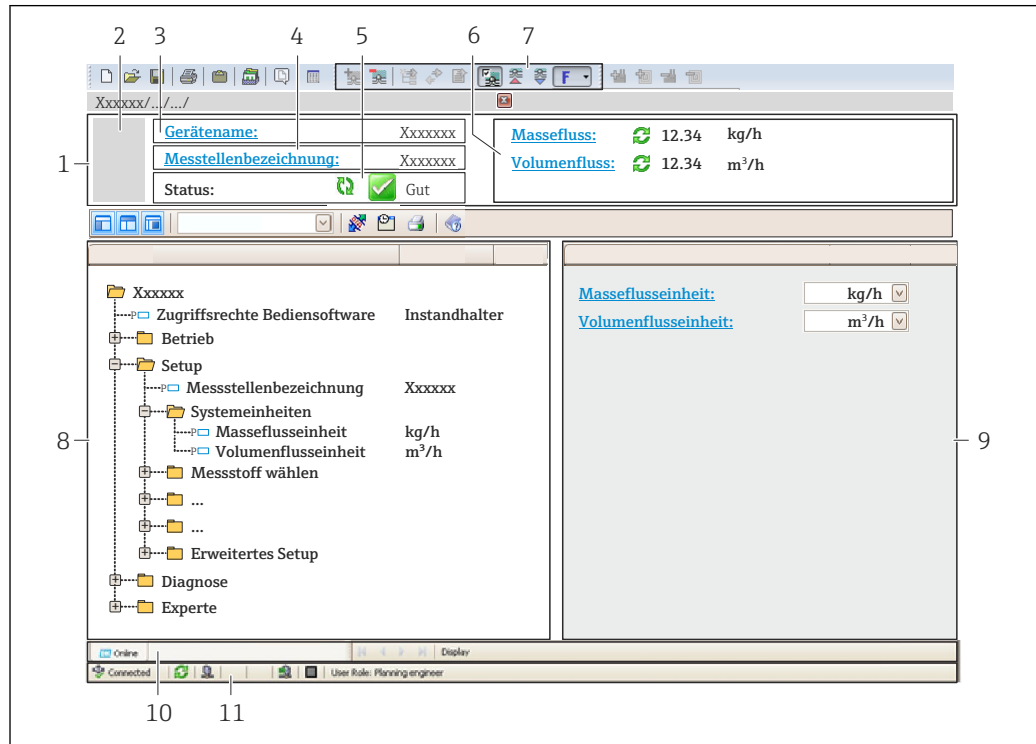 2 3 4 5 6 7
F
Xxxxxx/.../.../
1
Gerätename: Xxxxxxx
Messtellenbezeichnung: Xxxxxxx
Status: Gut
Massefluss: 12.34 kg/h
Volumenfluss: 12.34 m³/h
Xxxxxx
P Zugriffsrechte Bediensoftware Instandhalter
Betrieb
Setup
P Messstellenbezeichnung Xxxxxx
Systemeinheiten
P Masseflusseinheit kg/h
P Volumenflusseinheit m³/h
Messstoff wählen
...
...
Erweitertes Setup
Diagnose
Experte
8
Masseflusseinheit: kg/h
Volumenflusseinheit: m³/h
9
Online Display
Connected User Role: Planning engineer
10 11